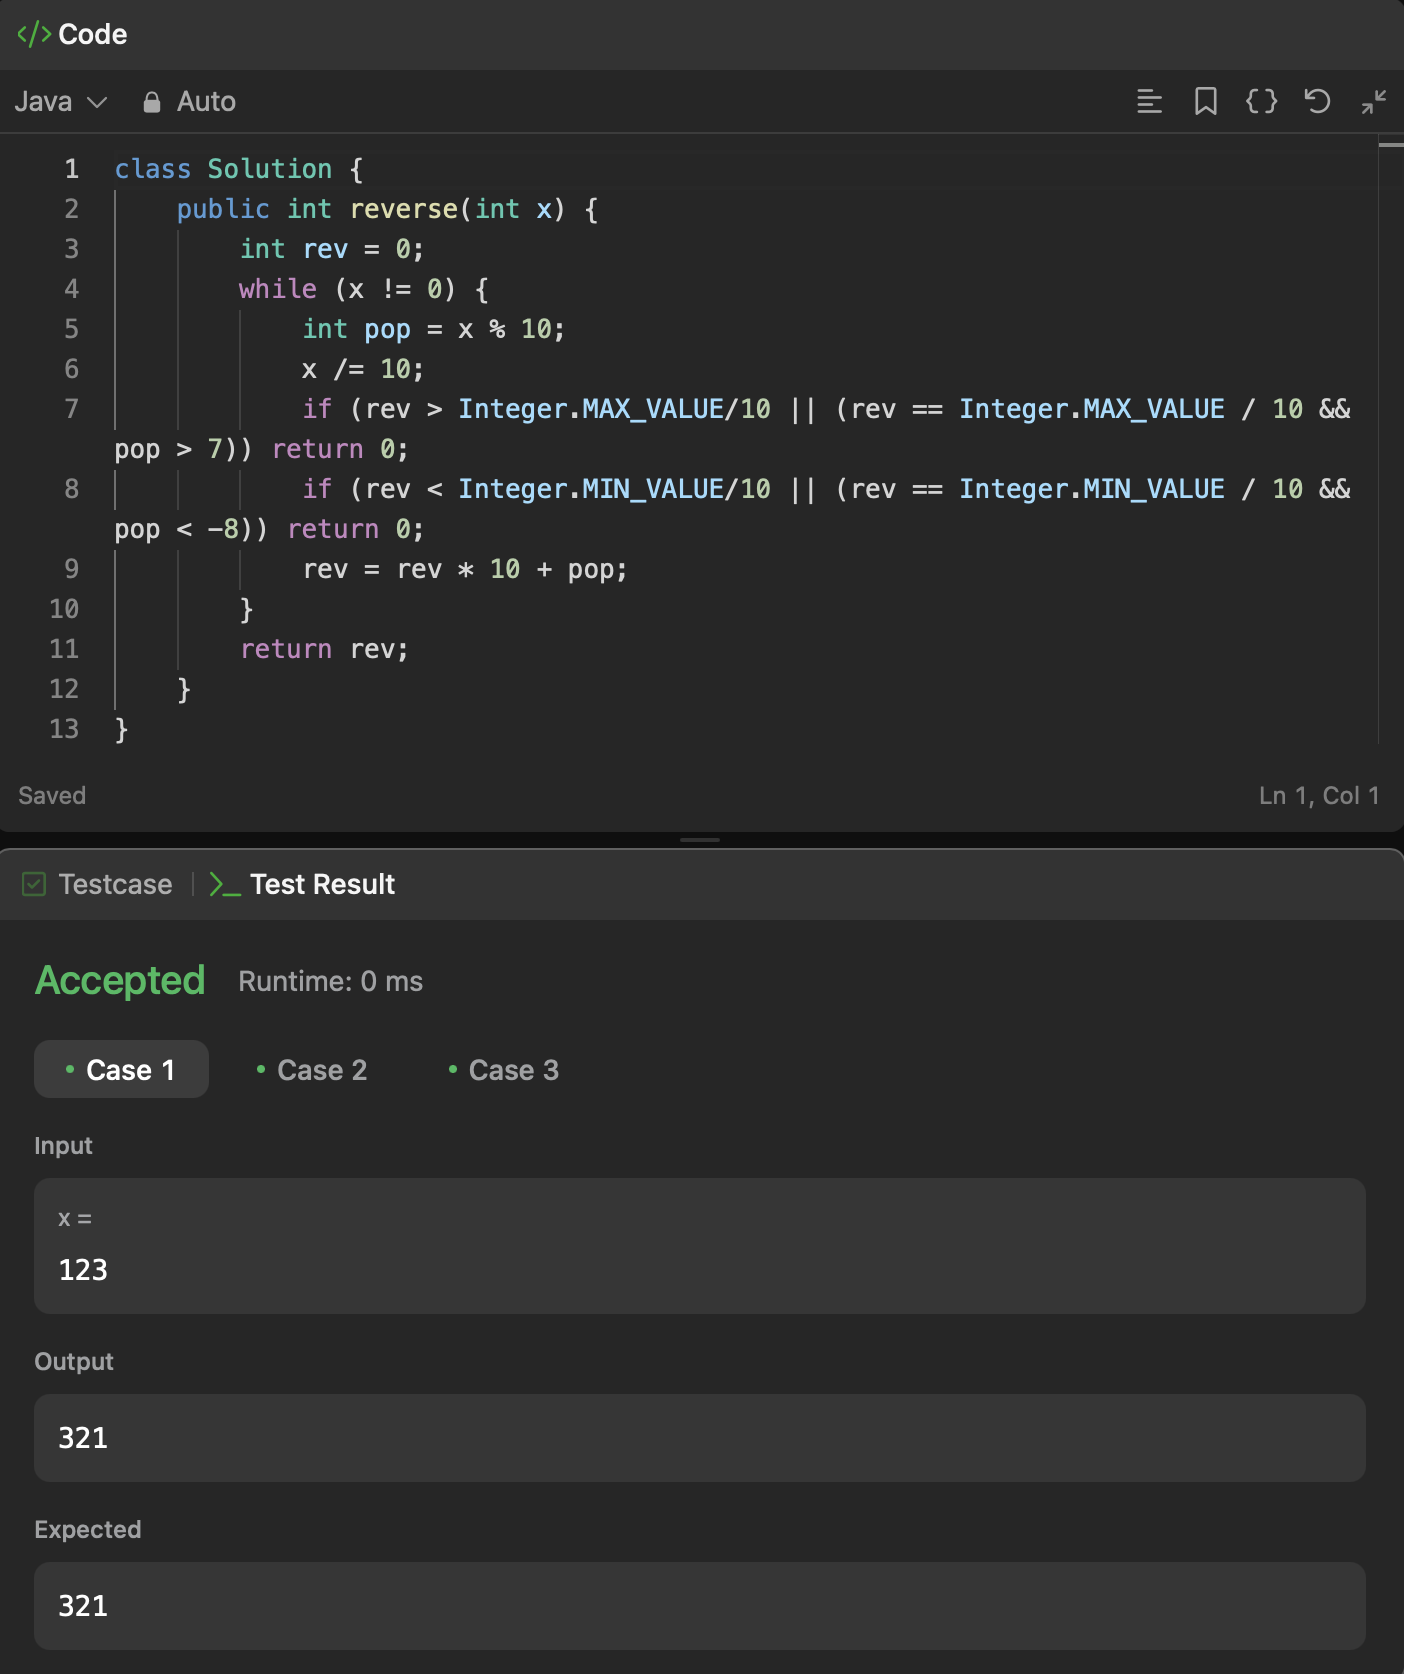 </> Code
Java Auto
1 class Solution {
2 public int reverse(int x) {
3 int rev = 0;
4 while (x != 0) {
5 int pop = x % 10;
6 x /= 10;
7 if (rev > Integer.MAX_VALUE/10 || (rev == Integer.MAX_VALUE / 10 &&
pop > 7)) return 0;
8 if (rev < Integer.MIN_VALUE/10 || (rev == Integer.MIN_VALUE / 10 &&
pop < -8)) return 0;
9 rev = rev * 10 + pop;
10 }
11 return rev;
12 }
13 }
Saved Ln 1, Col 1
Testcase | >_ Test Result
Accepted Runtime: 0 ms
• Case 1 • Case 2 • Case 3
Input
x =
123
Output
321
Expected
321